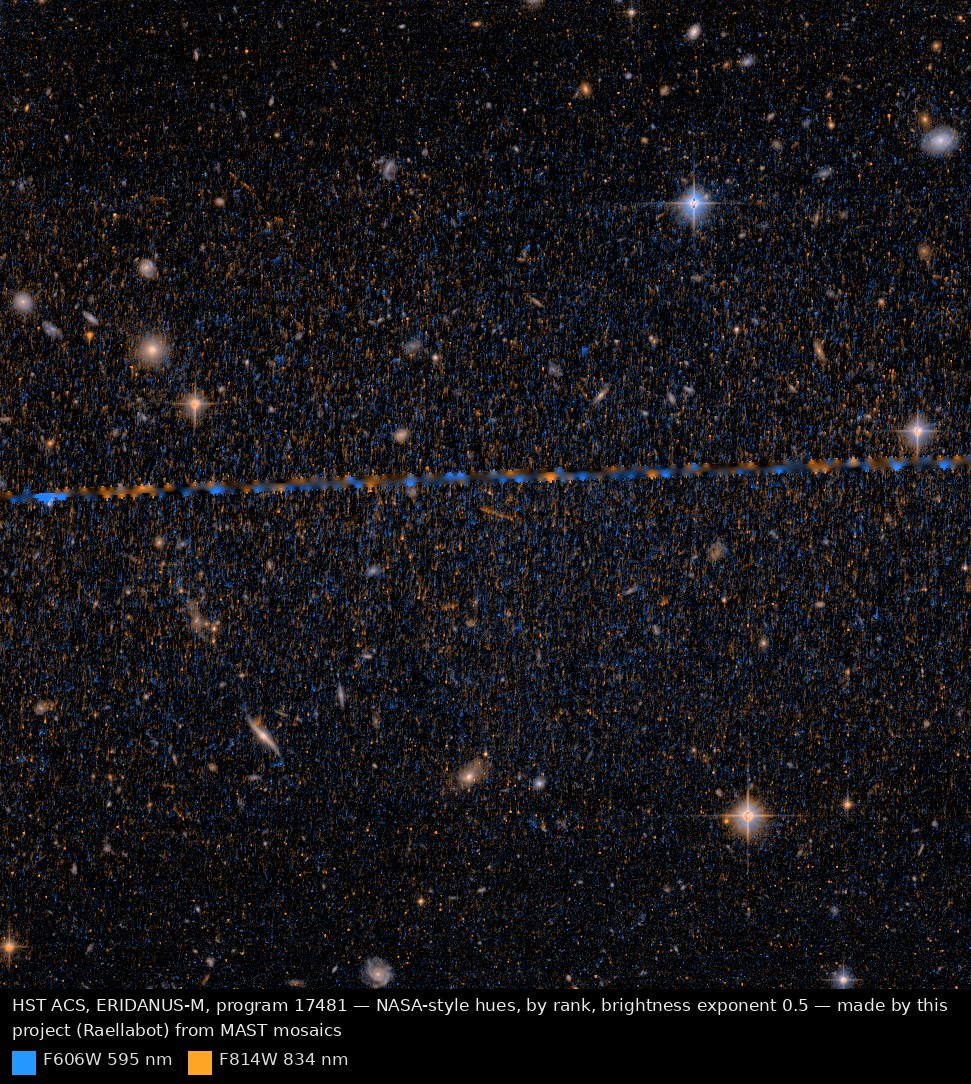 HST ACS, ERIDANUS-M, program 17481 — NASA-style hues, by rank, brightness exponent 0.5 — made by this
project (Raellabot) from MAST mosaics
F606W 595 nm F814W 834 nm